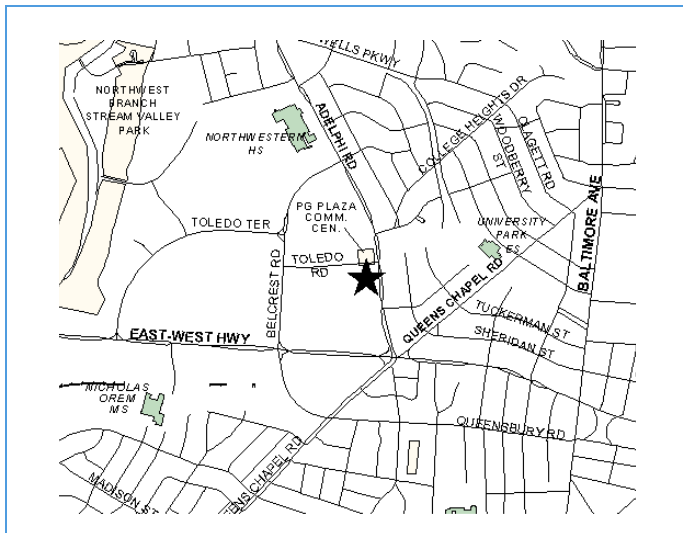 WELLS PKWY
NORTHWEST
BRANCH
STREAM VALLEY
PARK
ADELPHI RD
COLLEGE HEIGHTS DR
CLAGETT RD
WOODBERRY
ST
NORTHWESTERN
HS
BALTIMORE AVE
PG PLAZA
COMM.
CEN.
TOLEDO TER
UNIVERSITY
PARK
ES
BELCREST RD
TOLEDO
RD
QUEENS CHAPEL RD
TUCKERMAN ST
EAST-WEST HWY
SHERIDAN ST
NICHOLAS
OREM
MS
QUEENSBURY RD
ENS CHAPEL RD
MADISON ST